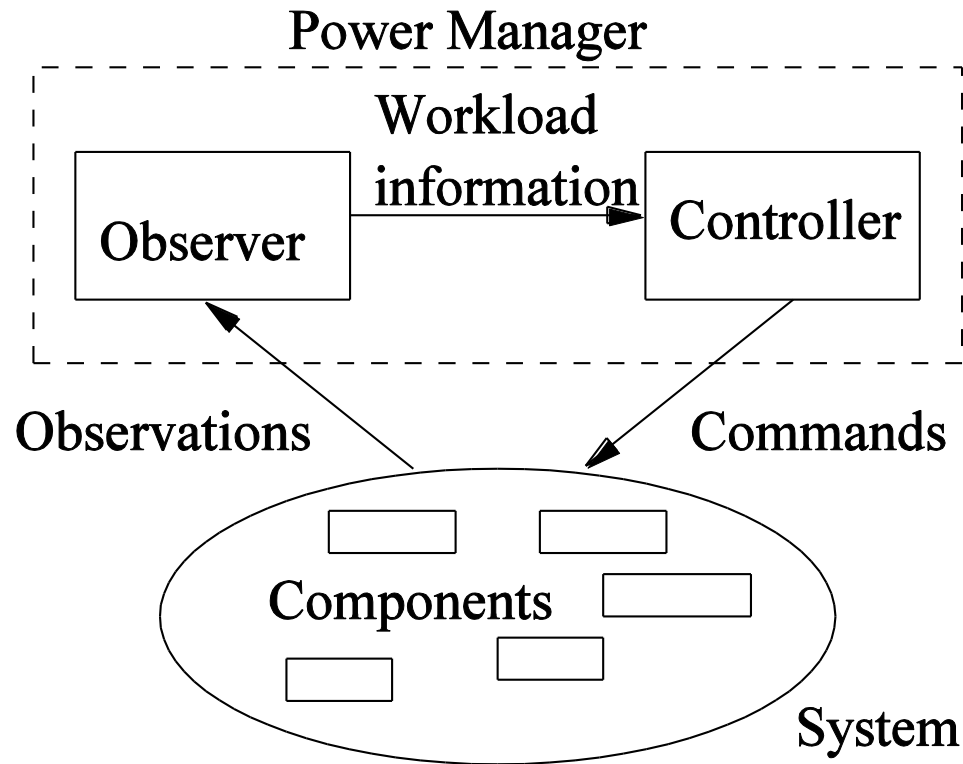 Power Manager
Workload
information
Observer
Controller
Observations
Commands
Components
System